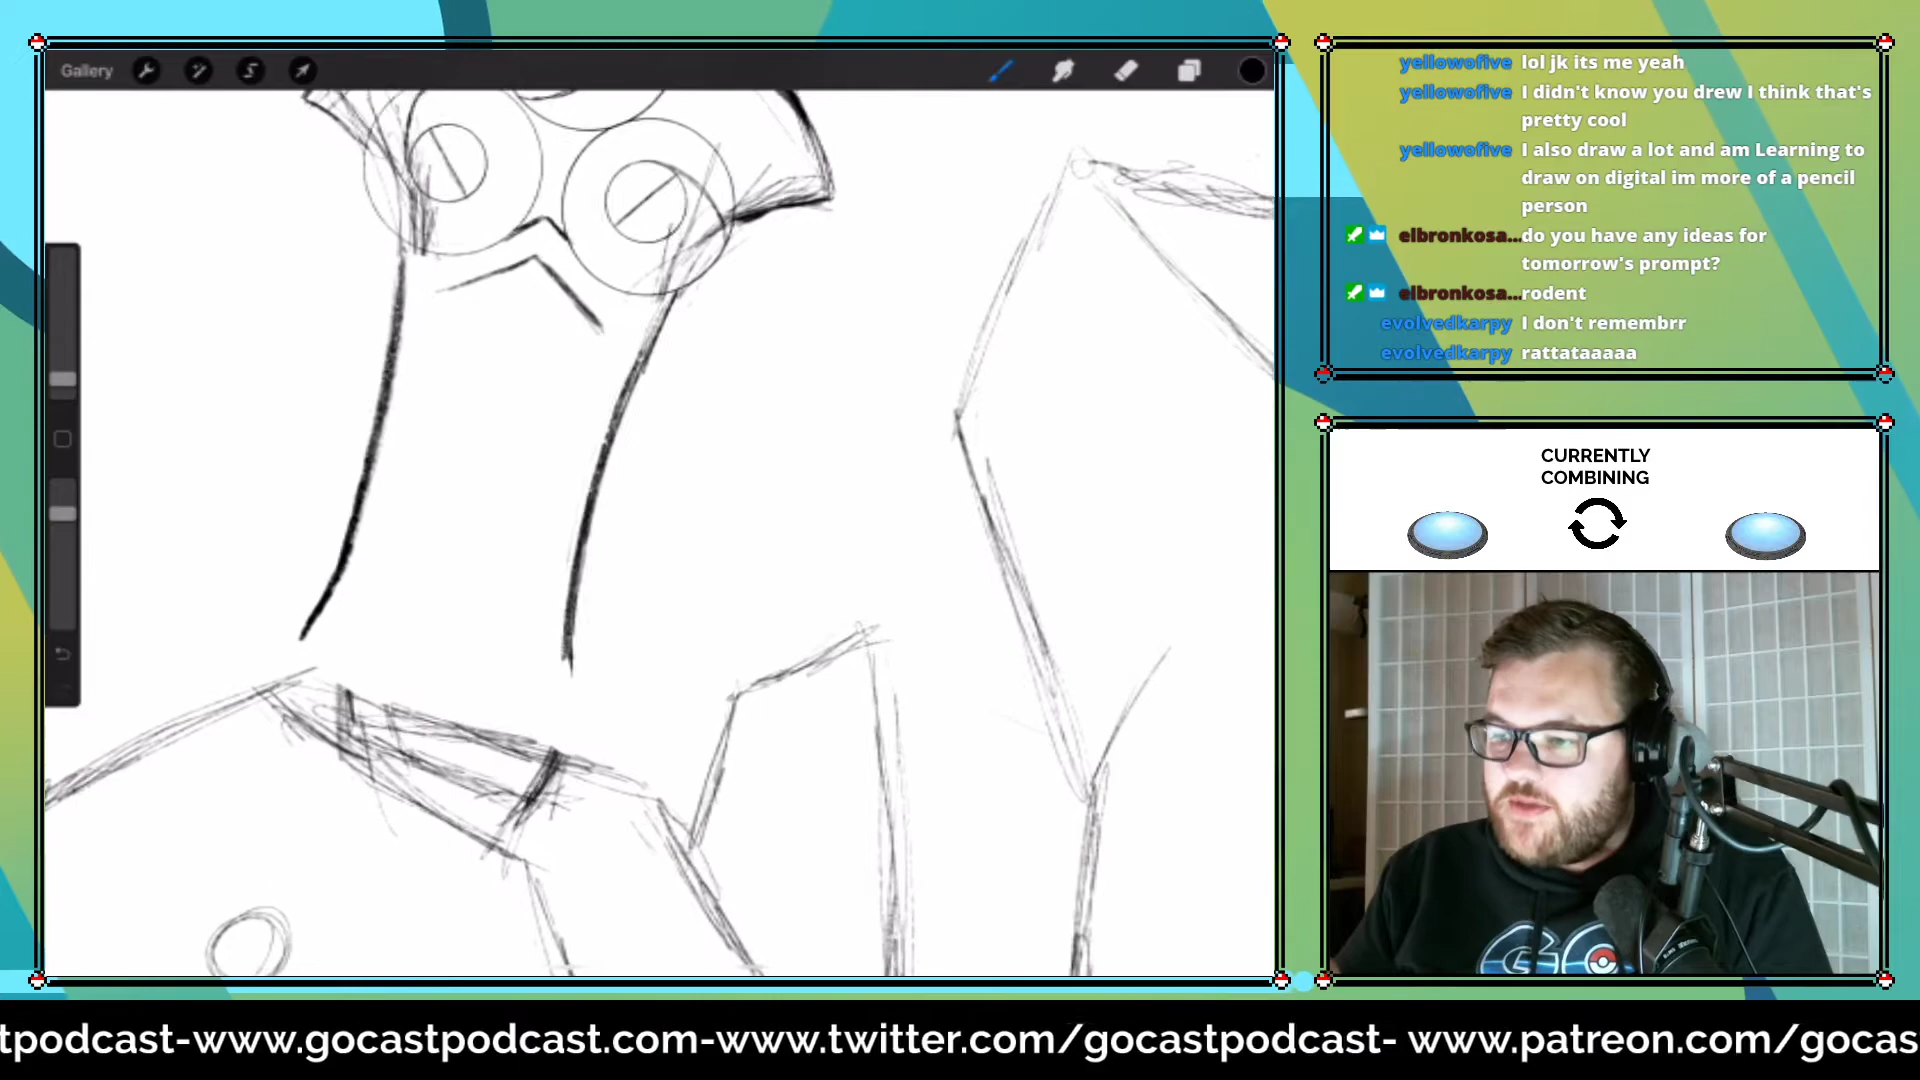 Gallery
yellowofive lol jk its me yeah
yellowofive I didn't know you drew I think that's
pretty cool
yellowofive I also draw a lot and am Learning to
draw on digital im more of a pencil
person
elbronkosa... do you have any ideas for
tomorrow's prompt?
elbronkosa... rodent
evolvedkarpy I don't remembrr
evolvedkarpy rattataaaaa
CURRENTLY
COMBINING
GO
tpodcast-www.gocastpodcast.com-www.twitter.com/gocastpodcast- www.patreon.com/gocas